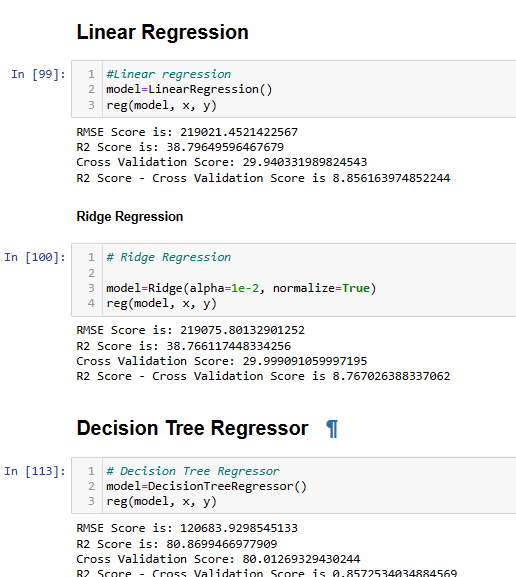 Linear Regression
In [99]:
1 #Linear regression
2 model=LinearRegression()
3 reg(model, x, y)
RMSE Score is: 219021.4521422567
R2 Score is: 38.79649596467679
Cross Validation Score: 29.940331989824543
R2 Score - Cross Validation Score is 8.856163974852244
Ridge Regression
In [100]:
1 # Ridge Regression
2
3 model=Ridge(alpha=1e-2, normalize=True)
4 reg(model, x, y)
RMSE Score is: 219075.80132901252
R2 Score is: 38.766117448334256
Cross Validation Score: 29.999091059997195
R2 Score - Cross Validation Score is 8.767026388337062
Decision Tree Regressor ¶
In [113]:
1 # Decision Tree Regressor
2 model=DecisionTreeRegressor()
3 reg(model, x, y)
RMSE Score is: 120683.9298545133
R2 Score is: 80.8699466977909
Cross Validation Score: 80.01269329430244
R2 Score - Cross Validation Score is 0.8572534034884569